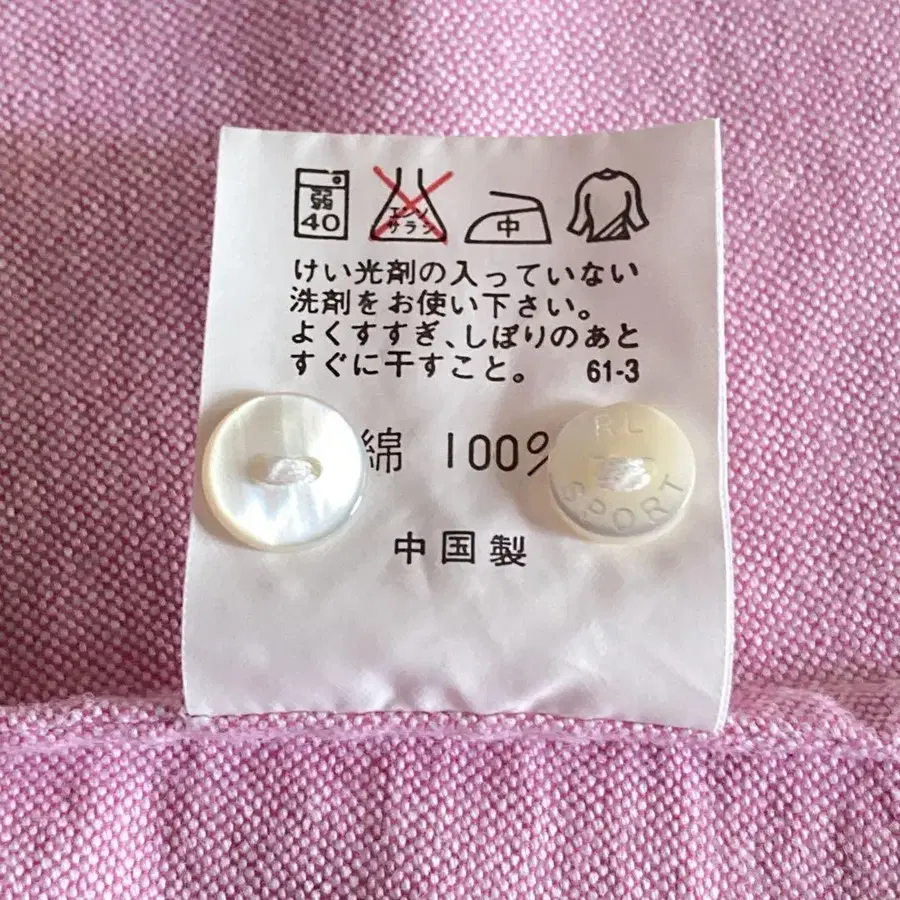 弱
40
エンソ
サラシ
中
けい光剤の入っていない
洗剤をお使い下さい。
よくすすぎ、しぼりのあと
すぐに干すこと。 61-3
綿 100%
RL
SPORT
中国製